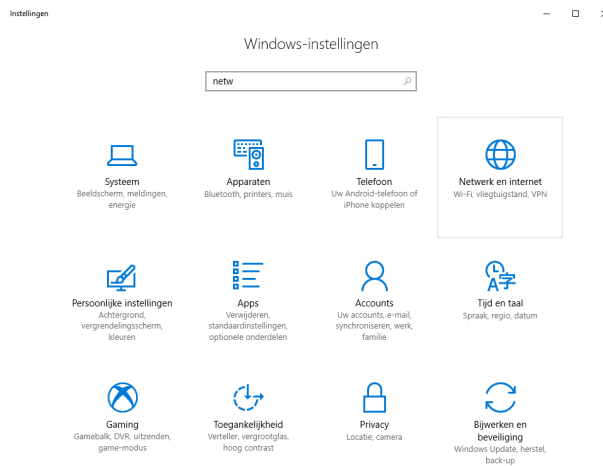 Instellingen
Windows-instellingen
netw
Systeem
Beeldscherm, meldingen,
energie
Apparaten
Bluetooth, printers, muis
Telefoon
Uw Android-telefoon of
iPhone koppelen
Netwerk en internet
Wi-Fi, vliegtuigstand, VPN
Persoonlijke instellingen
Achtergrond,
vergrendelingsscherm,
kleuren
Apps
Verwijderen,
standaardinstellingen,
optionele onderdelen
Accounts
Uw accounts, e-mail,
synchroniseren, werk,
familie
Tijd en taal
Spraak, regio, datum
Gaming
Gamebalk, DVR, uitzenden,
game-modus
Toegankelijkheid
Verteller, vergrootglas,
hoog contrast
Privacy
Locatie, camera
Bijwerken en
beveiliging
Windows Update, herstel,
back-up